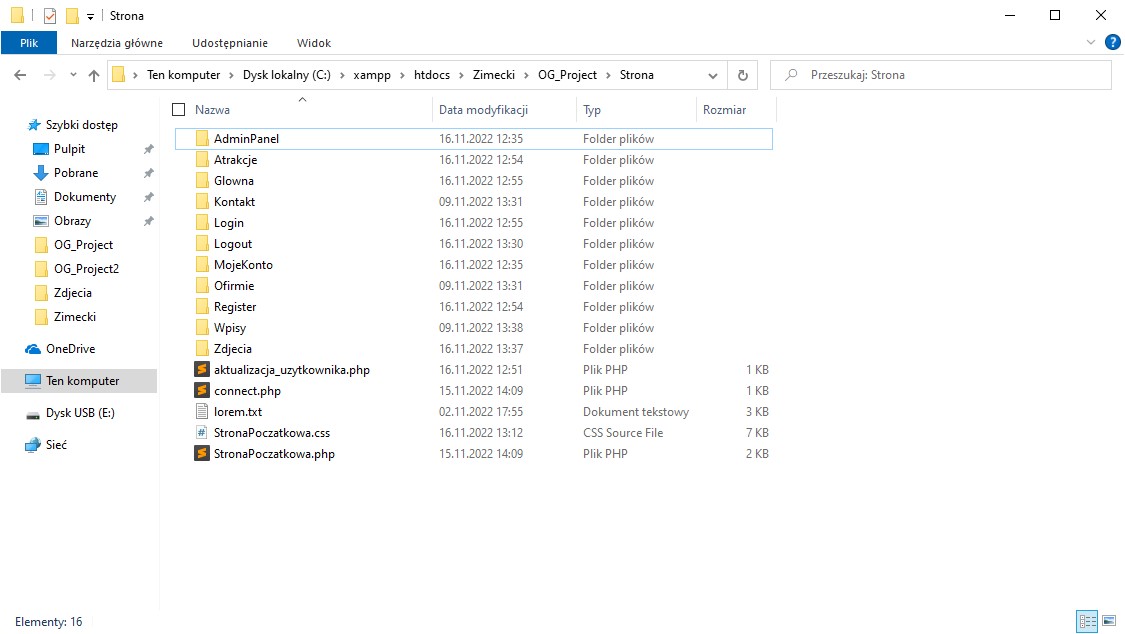 Strona
Plik Narzędzia główne Udostępnianie Widok ?
Ten komputer › Dysk lokalny (C:) › xampp › htdocs › Zimecki › OG_Project › Strona Przeszukaj: Strona
Szybki dostęp
Pulpit
Pobrane
Dokumenty
Obrazy
OG_Project
OG_Project2
Zdjecia
Zimecki
OneDrive
Ten komputer
Dysk USB (E:)
Sieć
Nazwa Data modyfikacji Typ Rozmiar
AdminPanel 16.11.2022 12:35 Folder plików
Atrakcje 16.11.2022 12:54 Folder plików
Glowna 16.11.2022 12:55 Folder plików
Kontakt 09.11.2022 13:31 Folder plików
Login 16.11.2022 12:55 Folder plików
Logout 16.11.2022 13:30 Folder plików
MojeKonto 16.11.2022 12:35 Folder plików
Ofirmie 09.11.2022 13:31 Folder plików
Register 16.11.2022 12:54 Folder plików
Wpisy 09.11.2022 13:38 Folder plików
Zdjecia 16.11.2022 13:37 Folder plików
aktualizacja_uzytkownika.php 16.11.2022 12:51 Plik PHP 1 KB
connect.php 15.11.2022 14:09 Plik PHP 1 KB
lorem.txt 02.11.2022 17:55 Dokument tekstowy 3 KB
StronaPoczatkowa.css 16.11.2022 13:12 CSS Source File 7 KB
StronaPoczatkowa.php 15.11.2022 14:09 Plik PHP 2 KB
Elementy: 16